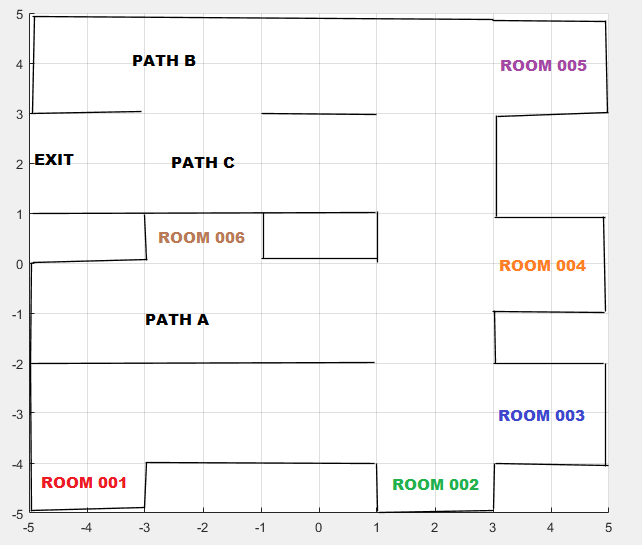 5
PATH B
ROOM 005
4
3
EXIT
PATH C
2
1
ROOM 006
ROOM 004
0
PATH A
-1
-2
ROOM 003
-3
-4
ROOM 001
ROOM 002
-5
-5 -4 -3 -2 -1 0 1 2 3 4 5